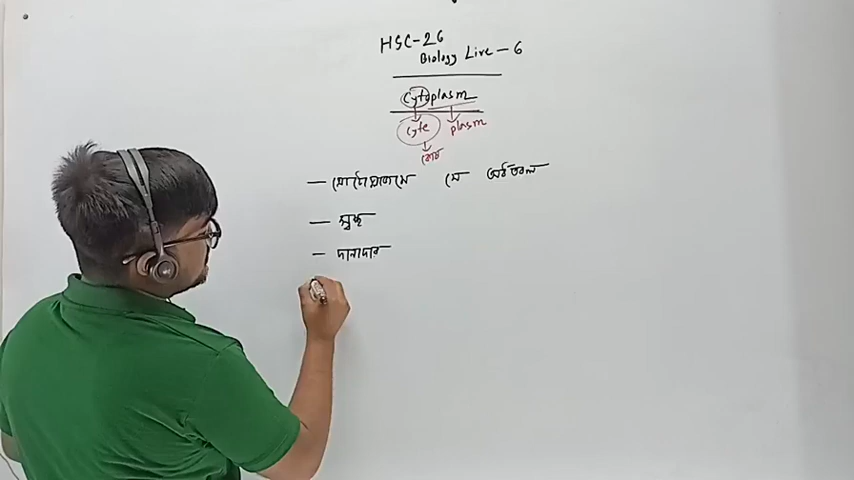 HSC-26
Biology Live - 6
Cytoplasm
cyte plasm
কোষ
– প্রোটোপ্লাজমে যে অর্ধতরল
– স্বচ্ছ
– দানাদার